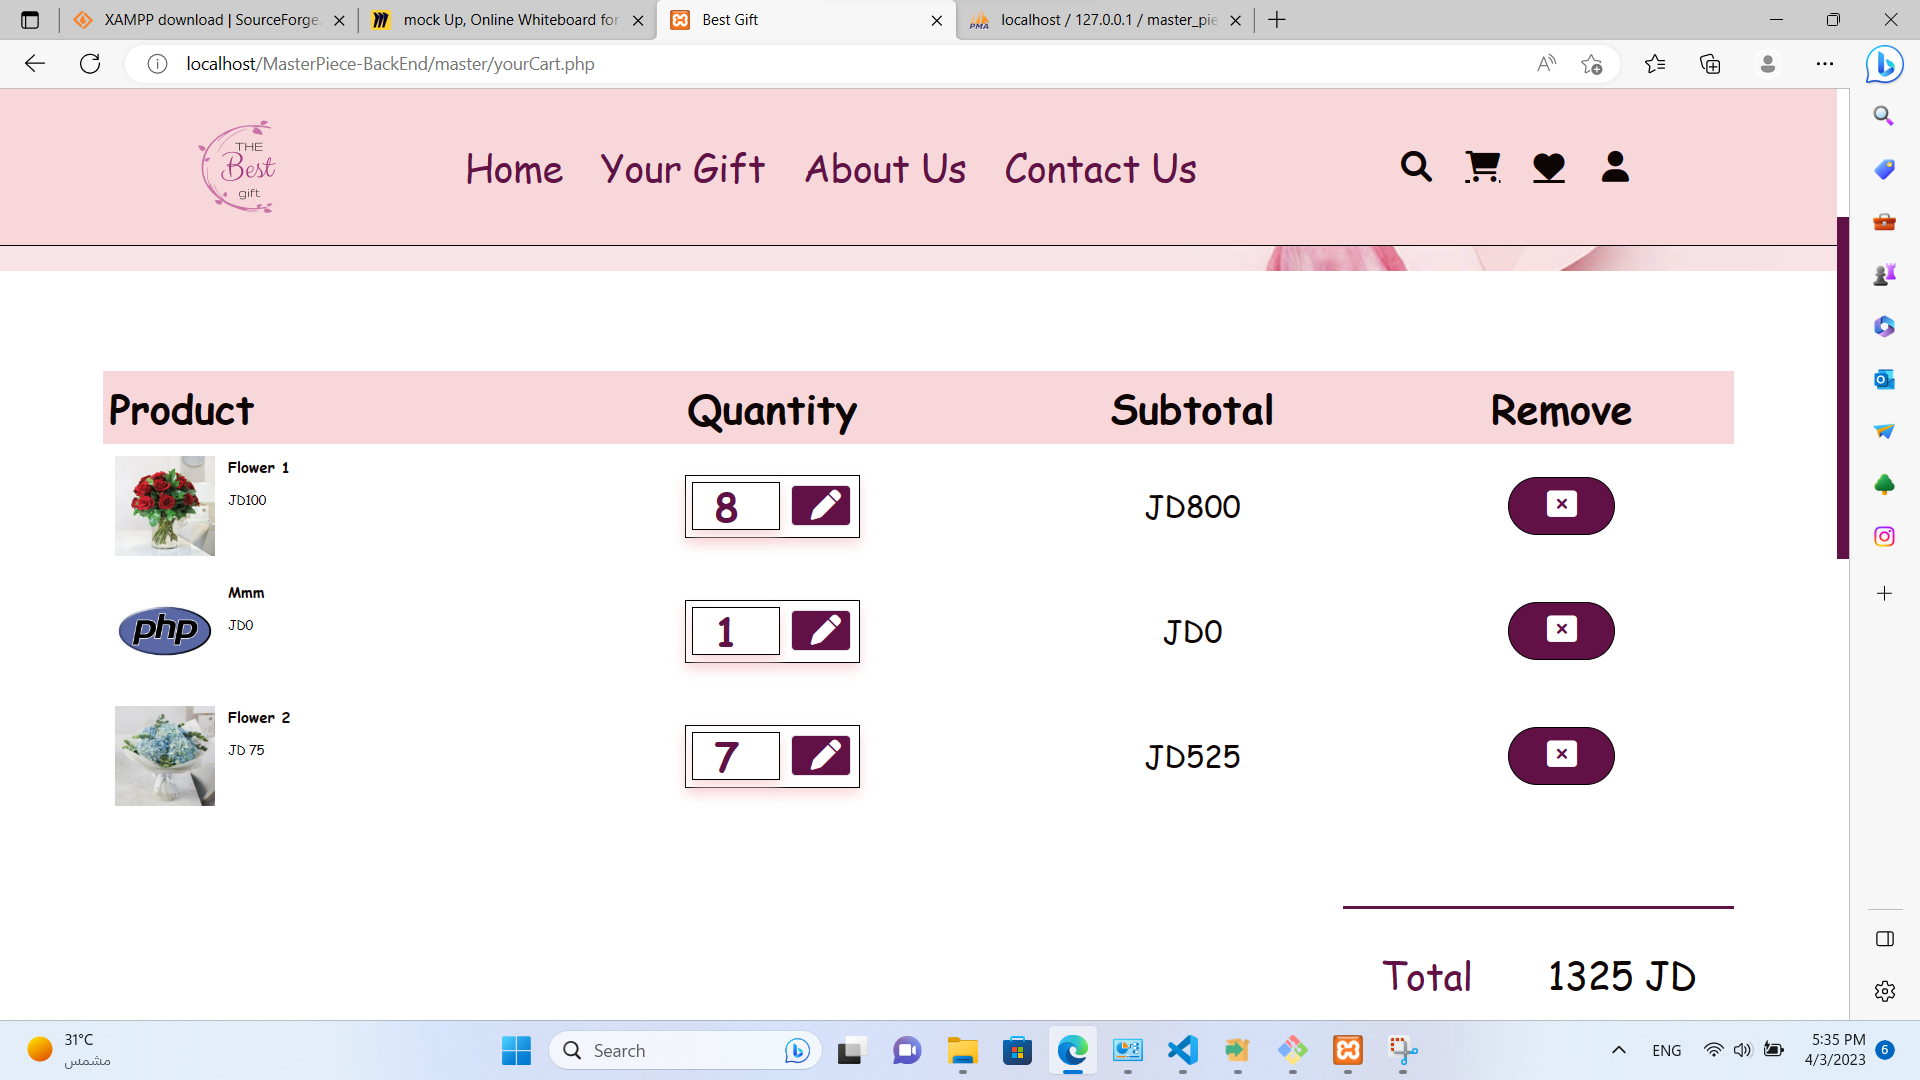 XAMPP download | SourceForge.
mock Up, Online Whiteboard for
Best Gift
localhost / 127.0.0.1 / master_pie
localhost/MasterPiece-BackEnd/master/yourCart.php
THE
Best
gift
Home Your Gift About Us Contact Us
Product Quantity Subtotal Remove
Flower 1
JD100
8
JD800
Mmm
JD0
php
1
JD0
Flower 2
JD 75
7
JD525
Total 1325 JD
31°C
مشمس
Search
ENG
5:35 PM
4/3/2023
6